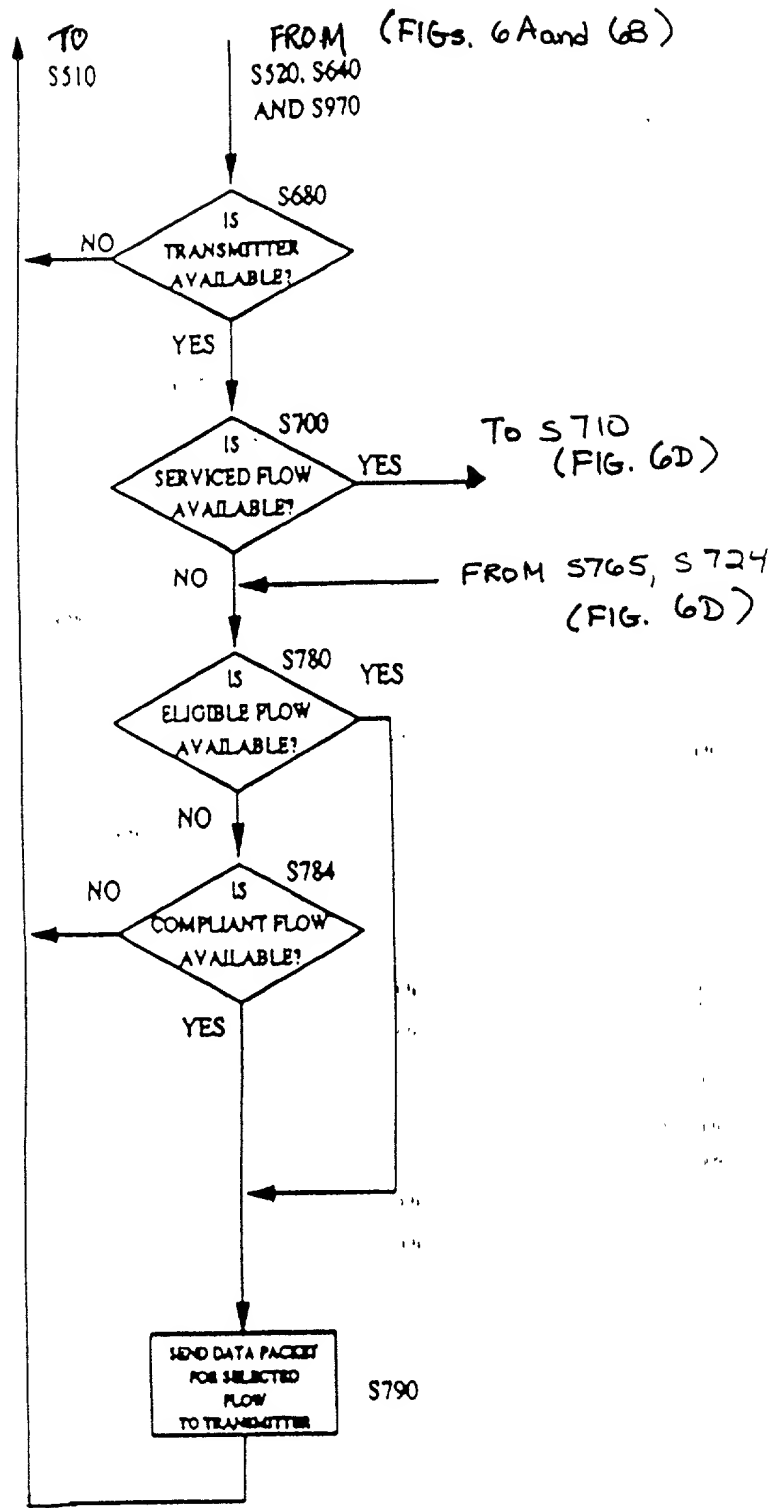 TO
S510
FROM (FIGs. 6A and 6B)
S520, S640
AND S970
S680
IS
TRANSMITTER
AVAILABLE?
NO
YES
S700
IS
SERVICED FLOW
AVAILABLE?
YES
To S710
(FIG. 6D)
NO
FROM S765, S724
(FIG. 6D)
S780
IS
ELIGIBLE FLOW
AVAILABLE?
YES
NO
S784
IS
COMPLIANT FLOW
AVAILABLE?
NO
YES
SEND DATA PACKET
FOR SELECTED
FLOW
TO TRANSMITTER
S790